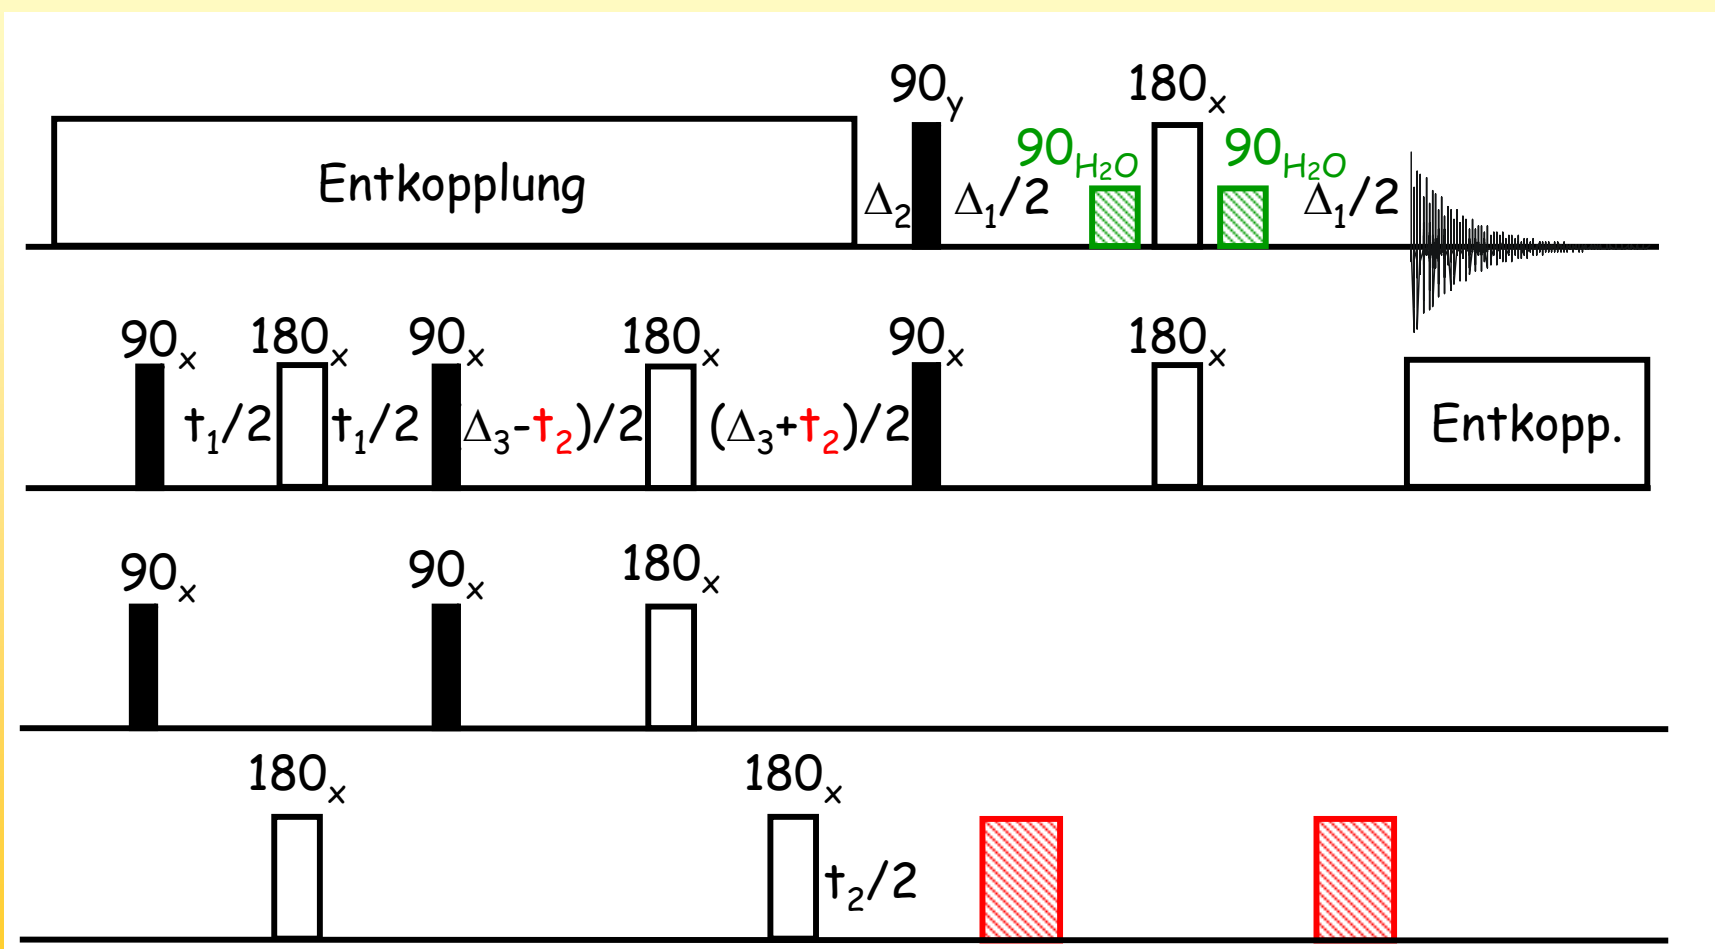 90y 180x
90H₂O 90H₂O
Entkopplung Δ₂ Δ₁/2 Δ₁/2
90x 180x 90x 180x 90x 180x
t₁/2 t₁/2 (Δ₃-t₂)/2 (Δ₃+t₂)/2 Entkopp.
90x 90x 180x
180x 180x
t₂/2